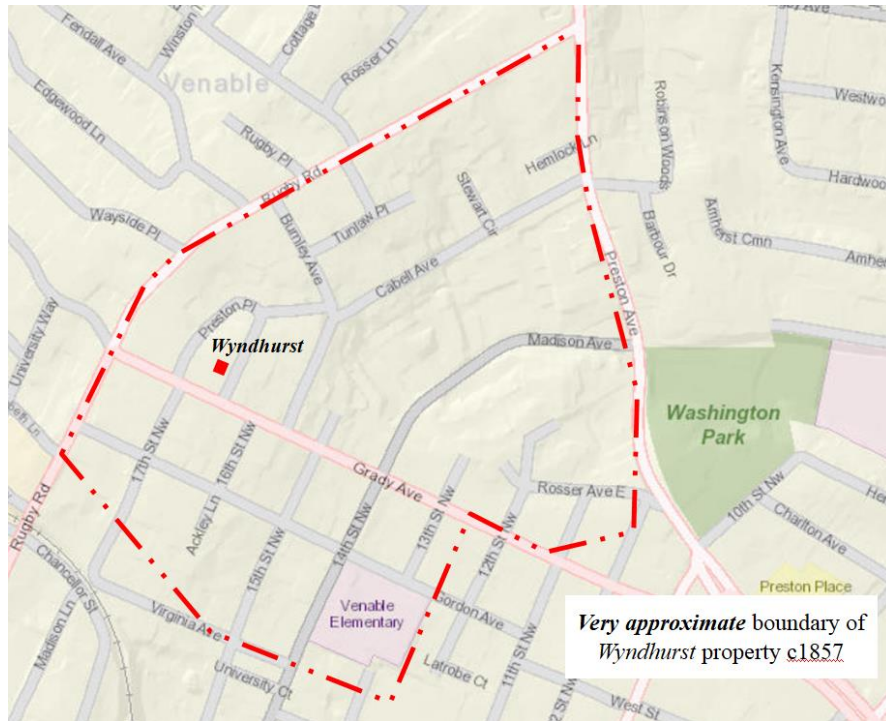 Fendall Ave
Winston
Cottage
Rosser Ln
Venable
Edgewood Ln
Rugby Pl
Rugby Rd
Wayside Pl
Burnley Ave
Tunlaw Pl
Stewart Cir
Hemlock Ln
Robinson Woods
Kensington Ave
Westwo
Hardwoo
Barbour Dr
Amherst Cmn
Amhe
Cabell Ave
Preston Ave
University Way
Preston Pl
Wyndhurst
Madison Ave
Washington
Park
17th St Nw
16th St Nw
Grady Ave
13th St Nw
Rosser Ave E
10th St Nw
He
Rugby Rd
Ackley Ln
15th St Nw
14th St Nw
12th St Nw
Charlton Ave
Chancellor St
Madison Ln
Virginia Ave
Venable
Elementary
Gordon Ave
Preston Place
University Ct
Latrobe Ct
11th St Nw
West St
Very approximate boundary of
Wyndhurst property c1857